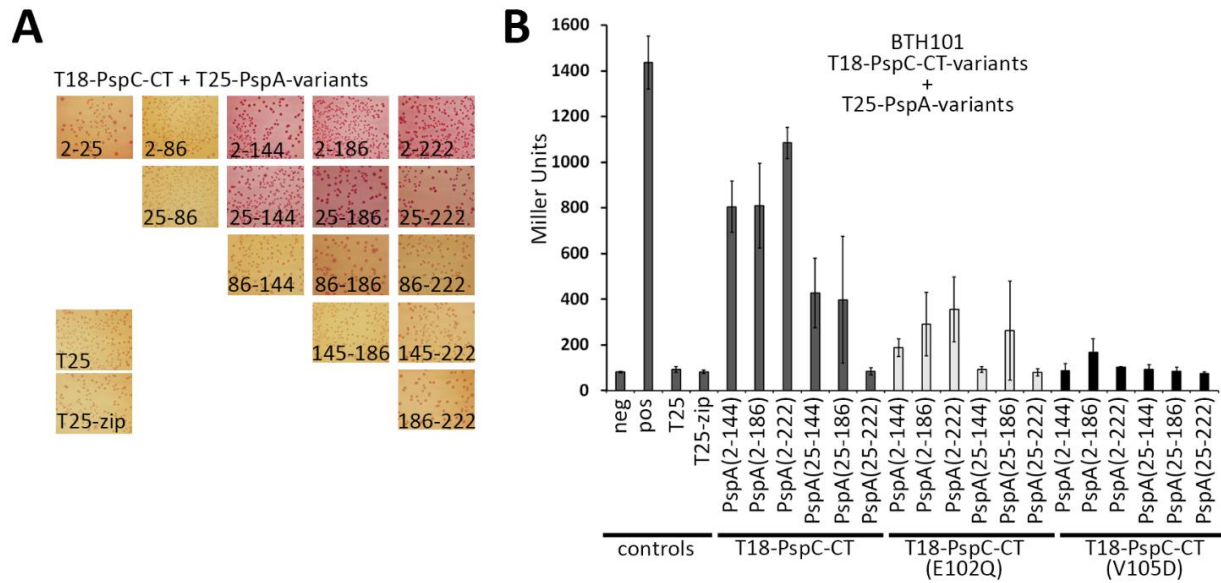 A
T18-PspC-CT + T25-PspA-variants
2-25
2-86
2-144
2-186
2-222
25-86
25-144
25-186
25-222
86-144
86-186
86-222
T25
145-186
145-222
T25-zip
186-222
B
BTH101
T18-PspC-CT-variants
+
T25-PspA-variants
Miller Units
1600
1400
1200
1000
800
600
400
200
0
neg
pos
T25
T25-zip
PspA(2-144)
PspA(2-186)
PspA(2-222)
PspA(25-144)
PspA(25-186)
PspA(25-222)
PspA(2-144)
PspA(2-186)
PspA(2-222)
PspA(25-144)
PspA(25-186)
PspA(25-222)
PspA(2-144)
PspA(2-186)
PspA(2-222)
PspA(25-144)
PspA(25-186)
PspA(25-222)
controls
T18-PspC-CT
T18-PspC-CT
(E102Q)
T18-PspC-CT
(V105D)